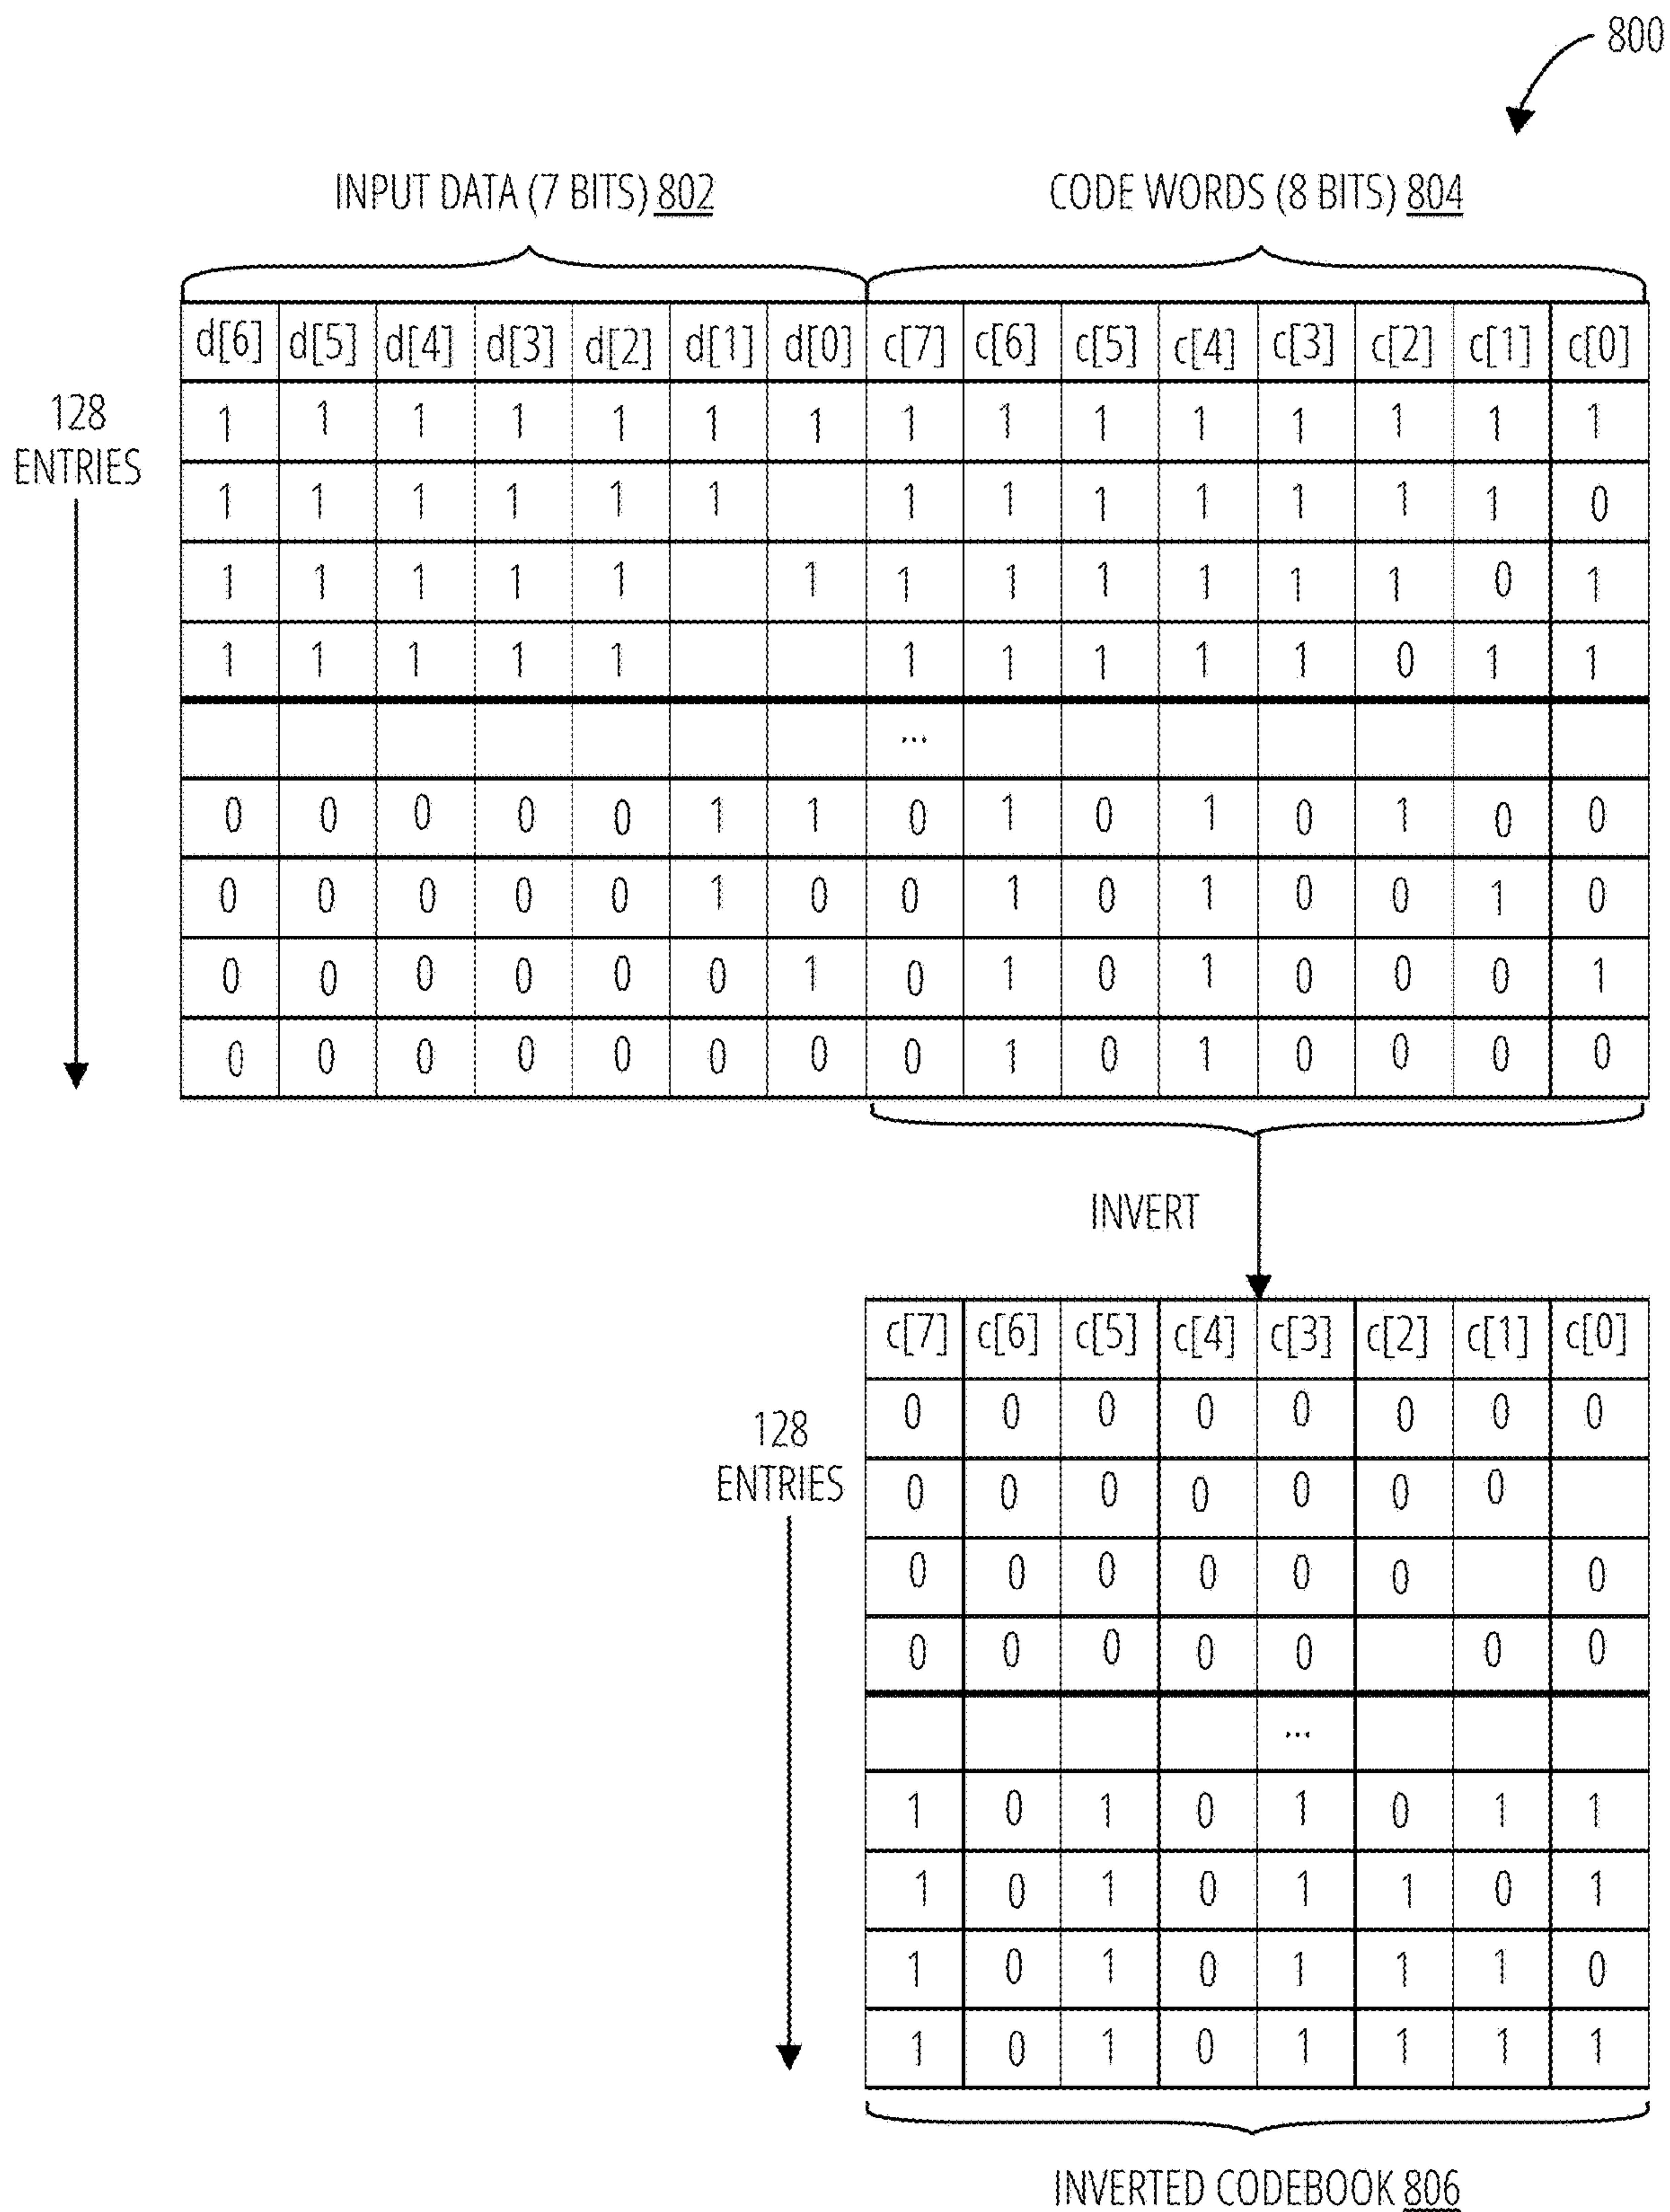 800
INPUT DATA (7 BITS) 802 CODE WORDS (8 BITS) 804
d[6] d[5] d[4] d[3] d[2] d[1] d[0] c[7] c[6] c[5] c[4] c[3] c[2] c[1] c[0]
128
ENTRIES
1 1 1 1 1 1 1 1 1 1 1 1 1 1 1
1 1 1 1 1 1 1 1 1 1 1 1 1 0
1 1 1 1 1 1 1 1 1 1 1 1 0 1
1 1 1 1 1 1 1 1 1 1 0 1 1
...
0 0 0 0 0 1 1 0 1 0 1 0 1 0 0
0 0 0 0 0 1 0 0 1 0 1 0 0 1 0
0 0 0 0 0 0 1 0 1 0 1 0 0 0 1
0 0 0 0 0 0 0 0 1 0 1 0 0 0 0
INVERT
c[7] c[6] c[5] c[4] c[3] c[2] c[1] c[0]
128
ENTRIES
0 0 0 0 0 0 0 0
0 0 0 0 0 0 0
0 0 0 0 0 0 0
0 0 0 0 0 0 0
...
1 0 1 0 1 0 1 1
1 0 1 0 1 1 0 1
1 0 1 0 1 1 1 0
1 0 1 0 1 1 1 1
INVERTED CODEBOOK 806